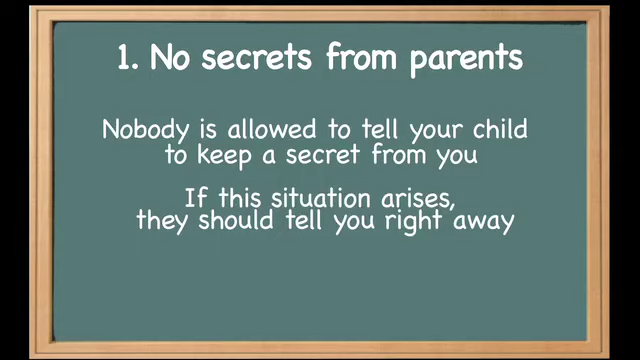 1. No secrets from parents
Nobody is allowed to tell your child
to keep a secret from you
If this situation arises,
they should tell you right away